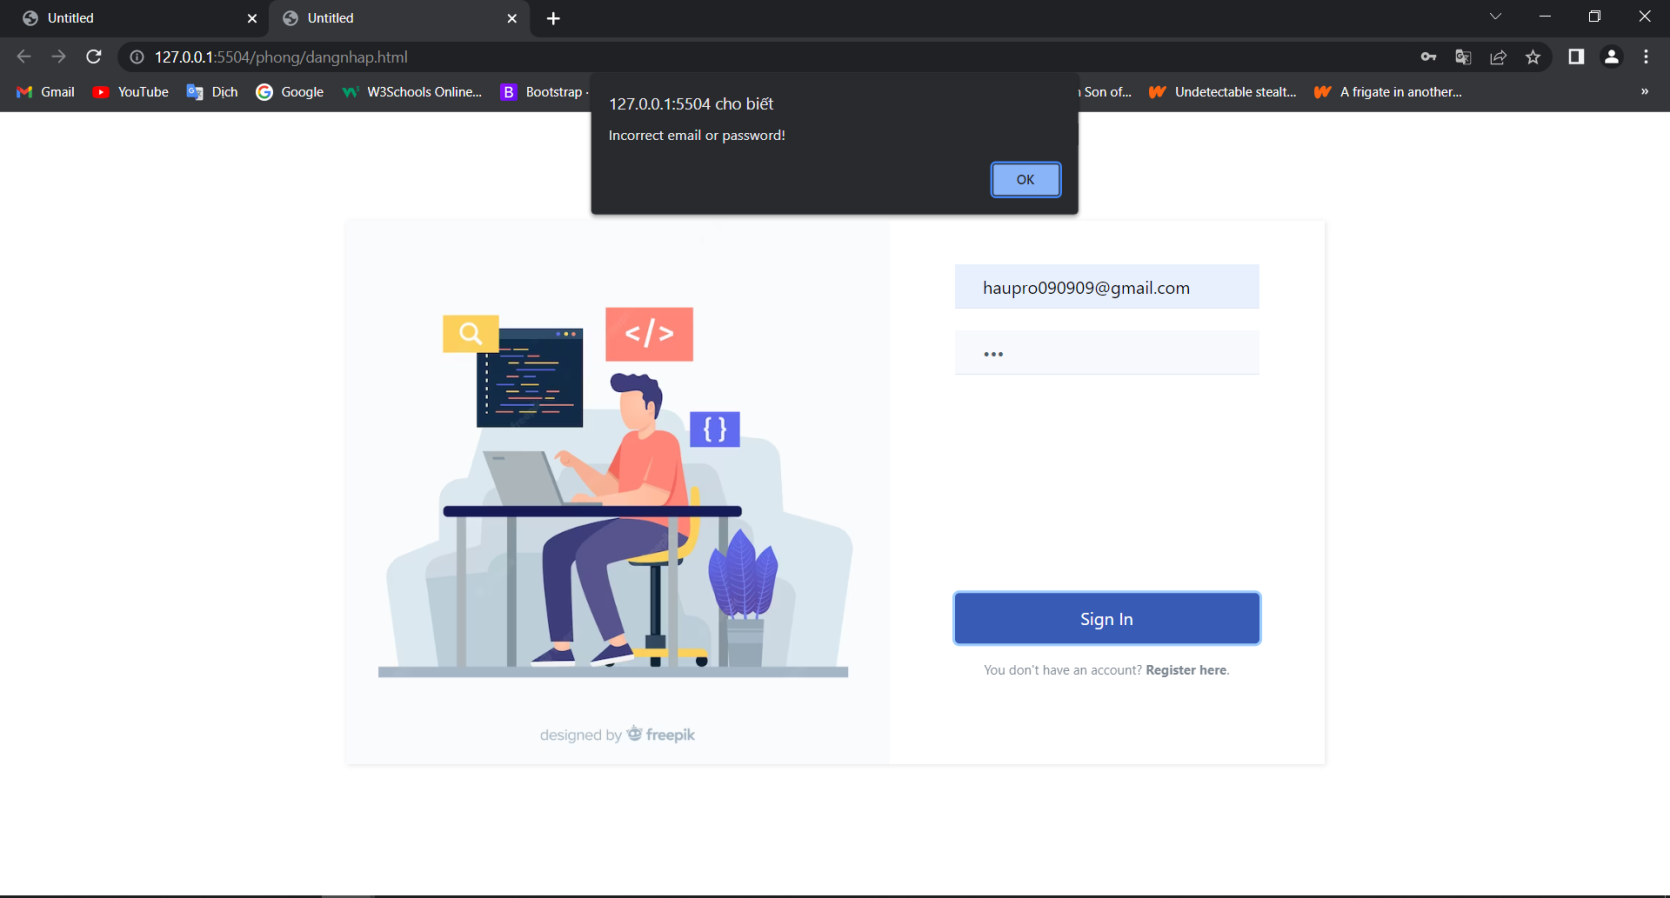 Untitled
Untitled
127.0.0.1:5504/phong/dangnhap.html
Gmail
YouTube
Dịch
Google
W3Schools Online...
Bootstrap ·
Son of...
Undetectable stealt...
A frigate in another...
»
127.0.0.1:5504 cho biết
Incorrect email or password!
OK
</>
{ }
designed by freepik
haupro090909@gmail.com
•••
Sign In
You don't have an account? Register here.